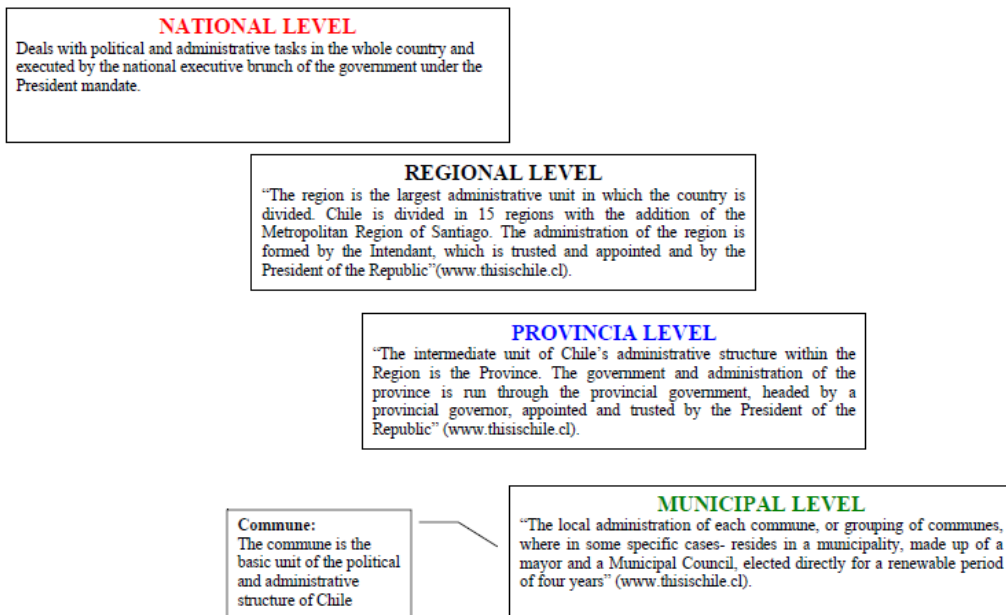 NATIONAL LEVEL
Deals with political and administrative tasks in the whole country and
executed by the national executive brunch of the government under the
President mandate.
REGIONAL LEVEL
“The region is the largest administrative unit in which the country is
divided. Chile is divided in 15 regions with the addition of the
Metropolitan Region of Santiago. The administration of the region is
formed by the Intendant, which is trusted and appointed and by the
President of the Republic”(www.thisischile.cl).
PROVINCIA LEVEL
“The intermediate unit of Chile’s administrative structure within the
Region is the Province. The government and administration of the
province is run through the provincial government, headed by a
provincial governor, appointed and trusted by the President of the
Republic” (www.thisischile.cl).
Commune:
The commune is the
basic unit of the political
and administrative
structure of Chile
MUNICIPAL LEVEL
“The local administration of each commune, or grouping of communes,
where in some specific cases- resides in a municipality, made up of a
mayor and a Municipal Council, elected directly for a renewable period
of four years” (www.thisischile.cl).